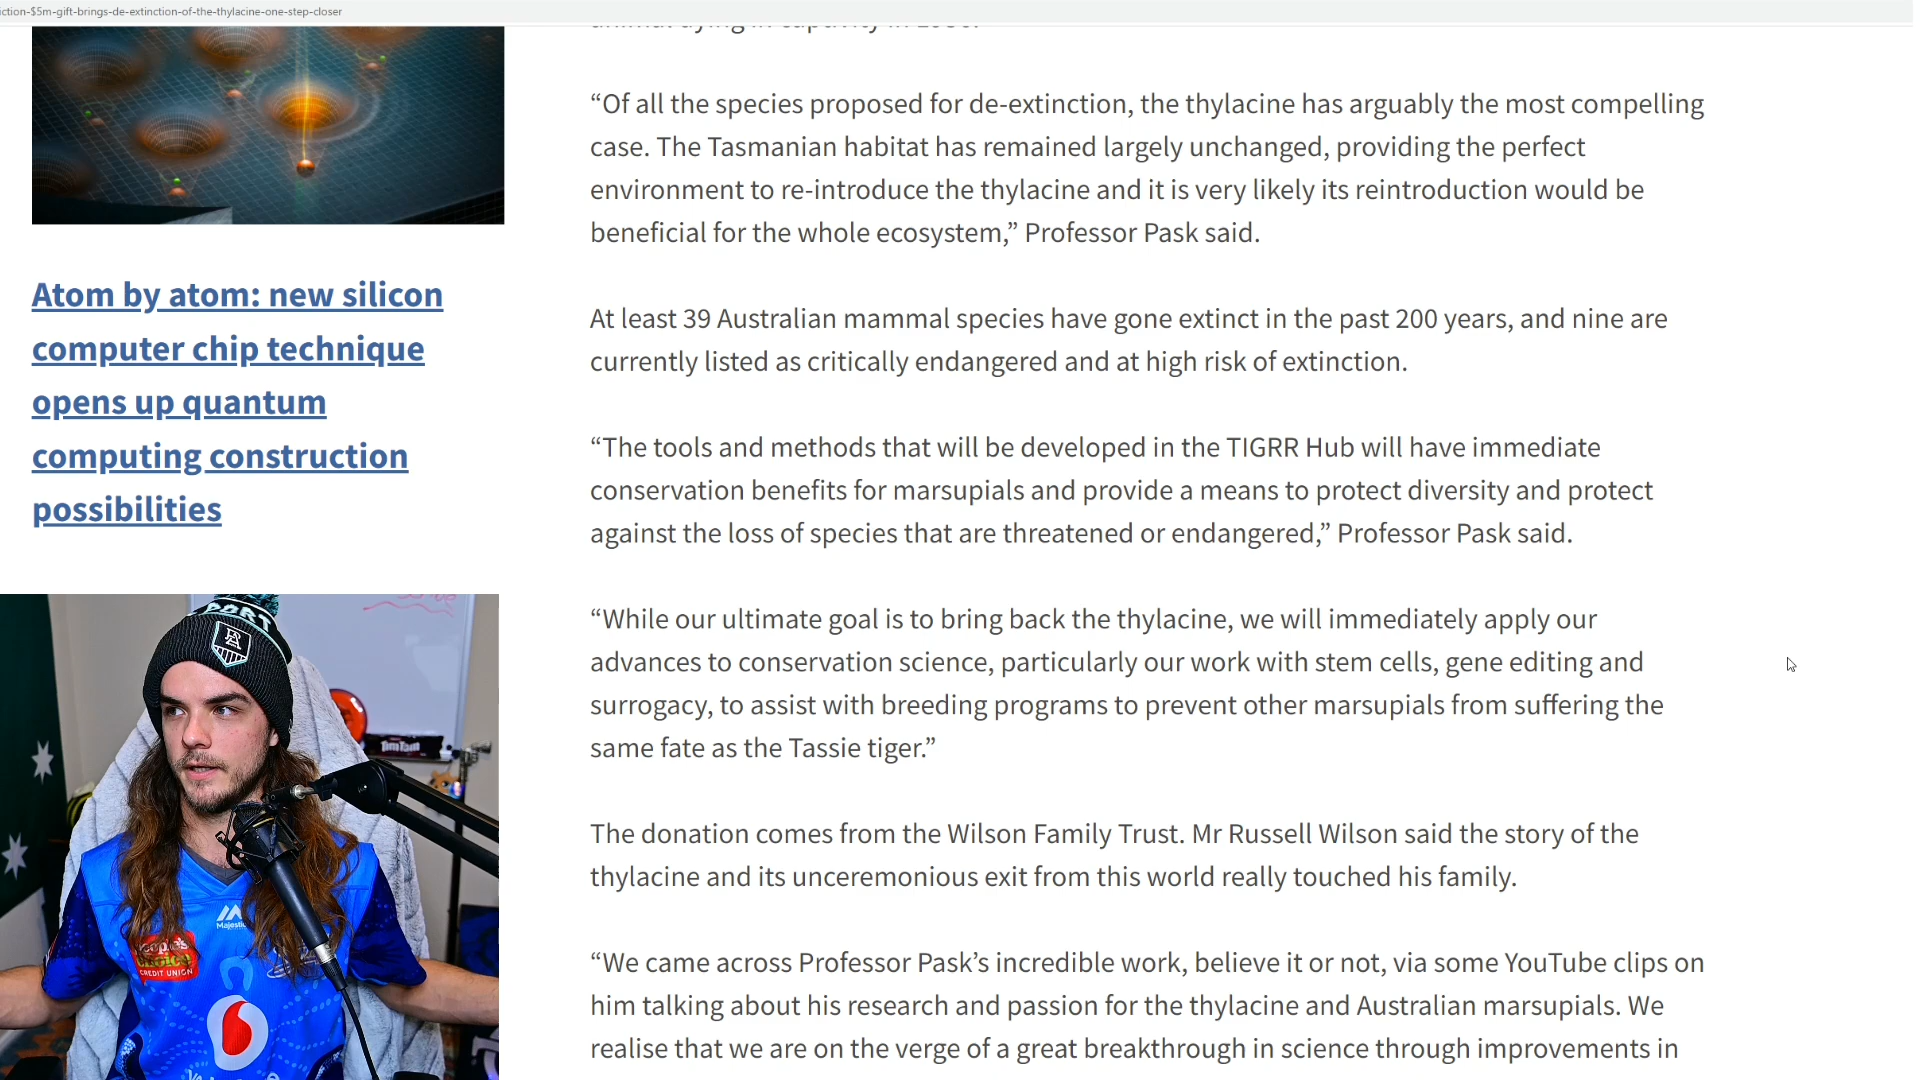 ction-$5m-gift-brings-de-extinction-of-the-thylacine-one-step-closer
“Of all the species proposed for de-extinction, the thylacine has arguably the most compelling
case. The Tasmanian habitat has remained largely unchanged, providing the perfect
environment to re-introduce the thylacine and it is very likely its reintroduction would be
beneficial for the whole ecosystem,” Professor Pask said.
At least 39 Australian mammal species have gone extinct in the past 200 years, and nine are
currently listed as critically endangered and at high risk of extinction.
“The tools and methods that will be developed in the TIGRR Hub will have immediate
conservation benefits for marsupials and provide a means to protect diversity and protect
against the loss of species that are threatened or endangered,” Professor Pask said.
“While our ultimate goal is to bring back the thylacine, we will immediately apply our
advances to conservation science, particularly our work with stem cells, gene editing and
surrogacy, to assist with breeding programs to prevent other marsupials from suffering the
same fate as the Tassie tiger.”
The donation comes from the Wilson Family Trust. Mr Russell Wilson said the story of the
thylacine and its unceremonious exit from this world really touched his family.
“We came across Professor Pask’s incredible work, believe it or not, via some YouTube clips on
him talking about his research and passion for the thylacine and Australian marsupials. We
realise that we are on the verge of a great breakthrough in science through improvements in
Atom by atom: new silicon
computer chip technique
opens up quantum
computing construction
possibilities
PORT
PA
TimTam
Majestic
CREDIT UNION